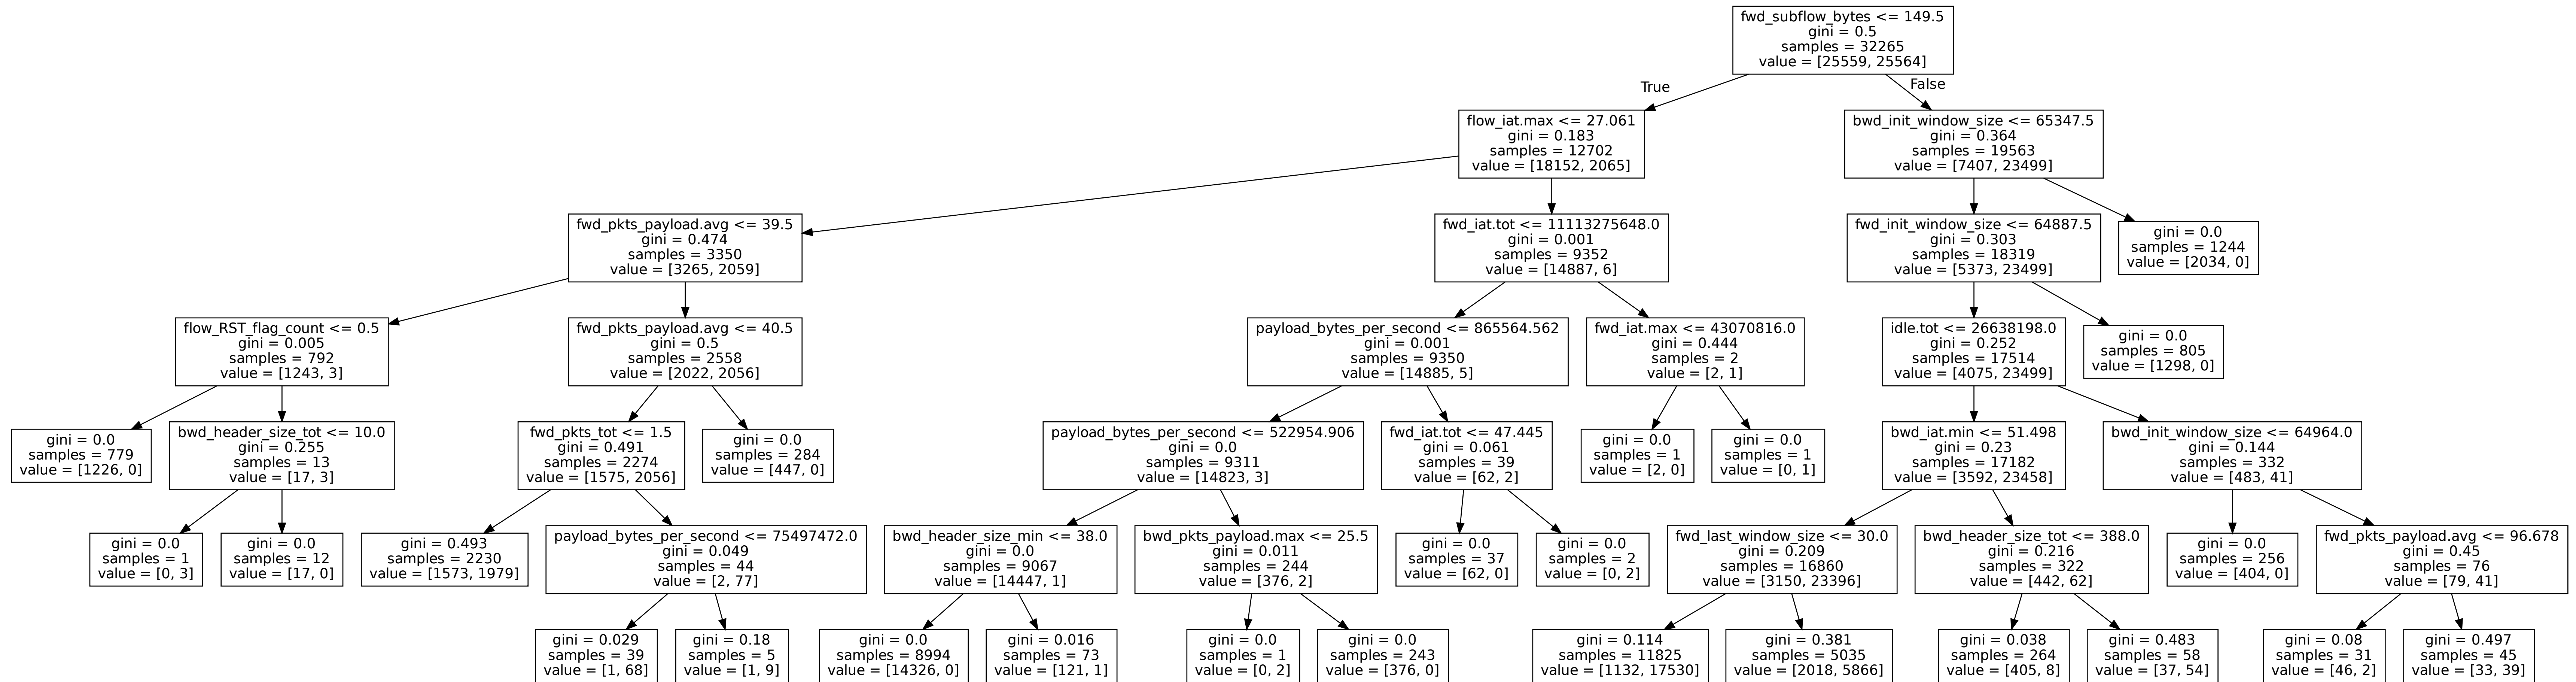 fwd_subflow_bytes <= 149.5
gini = 0.5
samples = 32265
value = [25559, 25564]
True
False
flow_iat.max <= 27.061
gini = 0.183
samples = 12702
value = [18152, 2065]
bwd_init_window_size <= 65347.5
gini = 0.364
samples = 19563
value = [7407, 23499]
fwd_pkts_payload.avg <= 39.5
gini = 0.474
samples = 3350
value = [3265, 2059]
fwd_iat.tot <= 11113275648.0
gini = 0.001
samples = 9352
value = [14887, 6]
fwd_init_window_size <= 64887.5
gini = 0.303
samples = 18319
value = [5373, 23499]
gini = 0.0
samples = 1244
value = [2034, 0]
flow_RST_flag_count <= 0.5
gini = 0.005
samples = 792
value = [1243, 3]
fwd_pkts_payload.avg <= 40.5
gini = 0.5
samples = 2558
value = [2022, 2056]
payload_bytes_per_second <= 865564.562
gini = 0.001
samples = 9350
value = [14885, 5]
fwd_iat.max <= 43070816.0
gini = 0.444
samples = 2
value = [2, 1]
idle.tot <= 26638198.0
gini = 0.252
samples = 17514
value = [4075, 23499]
gini = 0.0
samples = 805
value = [1298, 0]
gini = 0.0
samples = 779
value = [1226, 0]
bwd_header_size_tot <= 10.0
gini = 0.255
samples = 13
value = [17, 3]
fwd_pkts_tot <= 1.5
gini = 0.491
samples = 2274
value = [1575, 2056]
gini = 0.0
samples = 284
value = [447, 0]
payload_bytes_per_second <= 522954.906
gini = 0.0
samples = 9311
value = [14823, 3]
fwd_iat.tot <= 47.445
gini = 0.061
samples = 39
value = [62, 2]
gini = 0.0
samples = 1
value = [2, 0]
gini = 0.0
samples = 1
value = [0, 1]
bwd_iat.min <= 51.498
gini = 0.23
samples = 17182
value = [3592, 23458]
bwd_init_window_size <= 64964.0
gini = 0.144
samples = 332
value = [483, 41]
gini = 0.0
samples = 1
value = [0, 3]
gini = 0.0
samples = 12
value = [17, 0]
gini = 0.493
samples = 2230
value = [1573, 1979]
payload_bytes_per_second <= 75497472.0
gini = 0.049
samples = 44
value = [2, 77]
bwd_header_size_min <= 38.0
gini = 0.0
samples = 9067
value = [14447, 1]
bwd_pkts_payload.max <= 25.5
gini = 0.011
samples = 244
value = [376, 2]
gini = 0.0
samples = 37
value = [62, 0]
gini = 0.0
samples = 2
value = [0, 2]
fwd_last_window_size <= 30.0
gini = 0.209
samples = 16860
value = [3150, 23396]
bwd_header_size_tot <= 388.0
gini = 0.216
samples = 322
value = [442, 62]
gini = 0.0
samples = 256
value = [404, 0]
fwd_pkts_payload.avg <= 96.678
gini = 0.45
samples = 76
value = [79, 41]
gini = 0.029
samples = 39
value = [1, 68]
gini = 0.18
samples = 5
value = [1, 9]
gini = 0.0
samples = 8994
value = [14326, 0]
gini = 0.016
samples = 73
value = [121, 1]
gini = 0.0
samples = 1
value = [0, 2]
gini = 0.0
samples = 243
value = [376, 0]
gini = 0.114
samples = 11825
value = [1132, 17530]
gini = 0.381
samples = 5035
value = [2018, 5866]
gini = 0.038
samples = 264
value = [405, 8]
gini = 0.483
samples = 58
value = [37, 54]
gini = 0.08
samples = 31
value = [46, 2]
gini = 0.497
samples = 45
value = [33, 39]